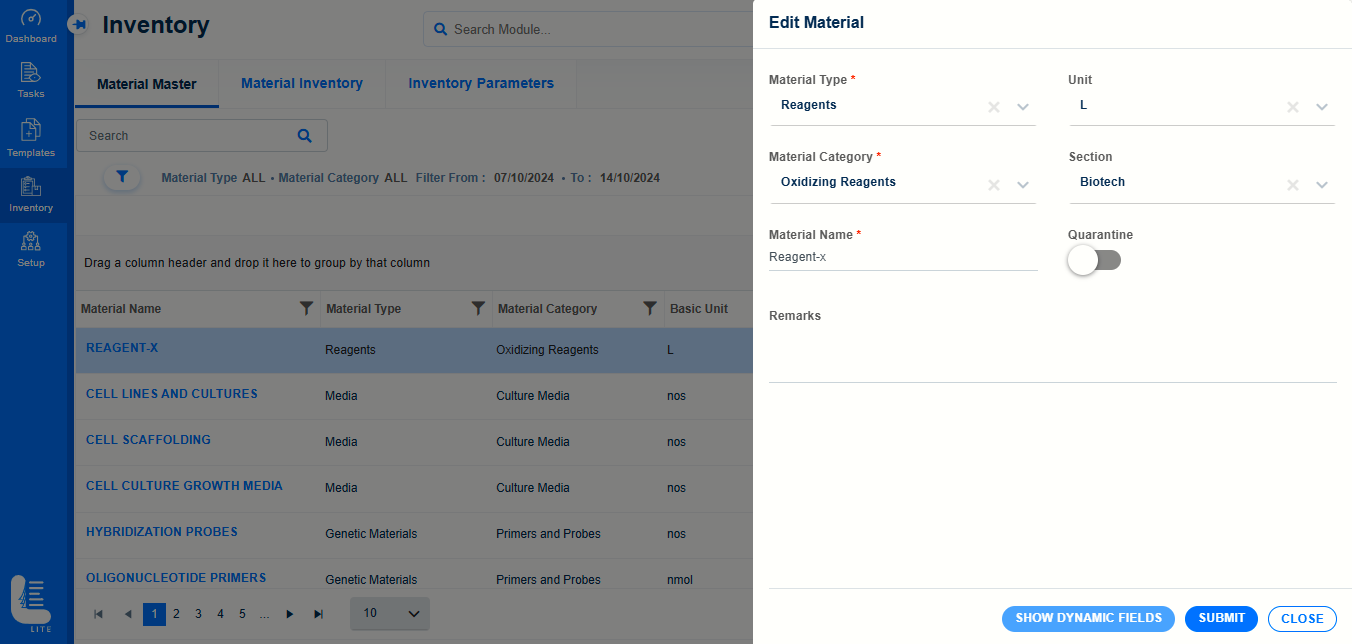 Dashboard
Tasks
Templates
Inventory
Setup
LITE
Inventory
Search Module...
Material Master
Material Inventory
Inventory Parameters
Search
Material Type ALL • Material Category ALL Filter From : 07/10/2024 • To : 14/10/2024
Drag a column header and drop it here to group by that column
Material Name Material Type Material Category Basic Unit
REAGENT-X Reagents Oxidizing Reagents L
CELL LINES AND CULTURES Media Culture Media nos
CELL SCAFFOLDING Media Culture Media nos
CELL CULTURE GROWTH MEDIA Media Culture Media nos
HYBRIDIZATION PROBES Genetic Materials Primers and Probes nos
OLIGONUCLEOTIDE PRIMERS Genetic Materials Primers and Probes nmol
1 2 3 4 5 ... 10
Edit Material
Material Type * Unit
Reagents L
Material Category * Section
Oxidizing Reagents Biotech
Material Name * Quarantine
Reagent-x
Remarks
SHOW DYNAMIC FIELDS SUBMIT CLOSE